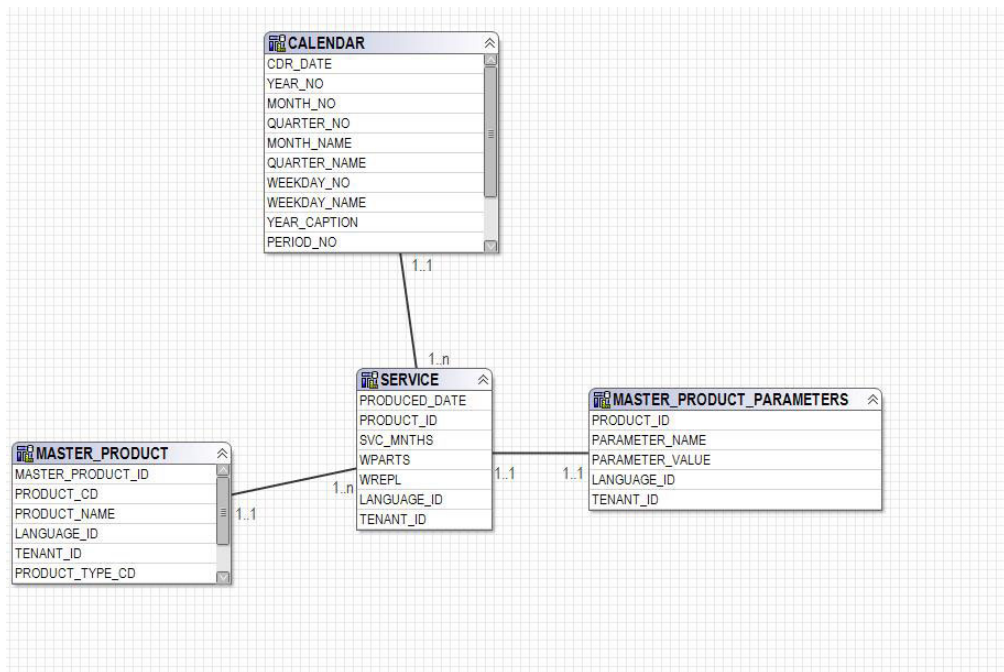 CALENDAR
CDR_DATE
YEAR_NO
MONTH_NO
QUARTER_NO
MONTH_NAME
QUARTER_NAME
WEEKDAY_NO
WEEKDAY_NAME
YEAR_CAPTION
PERIOD_NO
1..1
1..n
SERVICE
PRODUCED_DATE
PRODUCT_ID
SVC_MNTHS
WPARTS
WREPL
LANGUAGE_ID
TENANT_ID
MASTER_PRODUCT_PARAMETERS
PRODUCT_ID
PARAMETER_NAME
PARAMETER_VALUE
LANGUAGE_ID
TENANT_ID
1..1
1..1
MASTER_PRODUCT
MASTER_PRODUCT_ID
PRODUCT_CD
PRODUCT_NAME
LANGUAGE_ID
TENANT_ID
PRODUCT_TYPE_CD
1..1
1..n